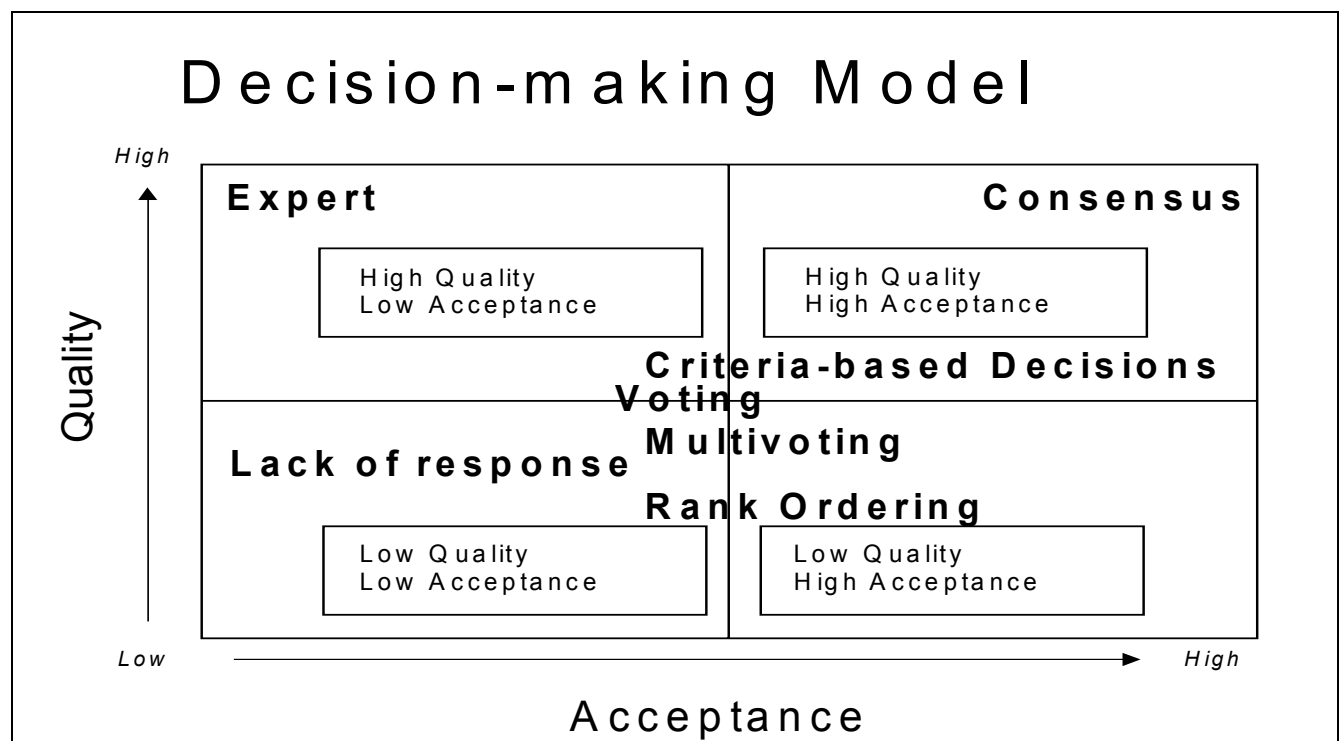 Decision-making Model
High
Expert
Consensus
High Quality
Low Acceptance
High Quality
High Acceptance
Quality
Criteria-based Decisions
Voting
Multivoting
Lack of response
Rank Ordering
Low Quality
Low Acceptance
Low Quality
High Acceptance
Low
High
Acceptance